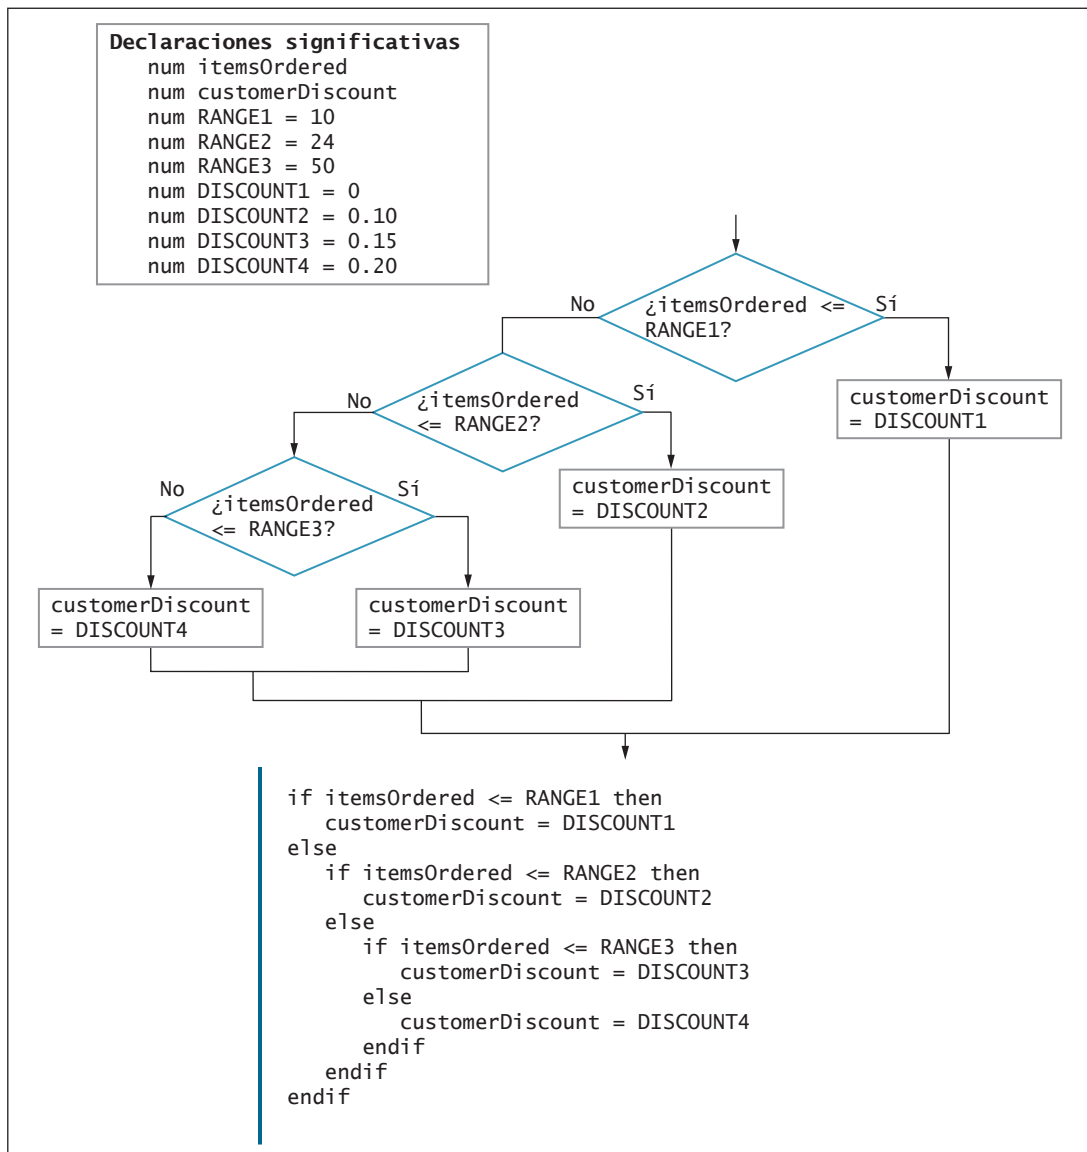 Declaraciones significativas
num itemsOrdered
num customerDiscount
num RANGE1 = 10
num RANGE2 = 24
num RANGE3 = 50
num DISCOUNT1 = 0
num DISCOUNT2 = 0.10
num DISCOUNT3 = 0.15
num DISCOUNT4 = 0.20
No
¿itemsOrdered <=
RANGE1?
Sí
customerDiscount
= DISCOUNT1
No
¿itemsOrdered
<= RANGE2?
Sí
customerDiscount
= DISCOUNT2
No
¿itemsOrdered
<= RANGE3?
Sí
customerDiscount
= DISCOUNT4
customerDiscount
= DISCOUNT3
if itemsOrdered <= RANGE1 then
customerDiscount = DISCOUNT1
else
if itemsOrdered <= RANGE2 then
customerDiscount = DISCOUNT2
else
if itemsOrdered <= RANGE3 then
customerDiscount = DISCOUNT3
else
customerDiscount = DISCOUNT4
endif
endif
endif